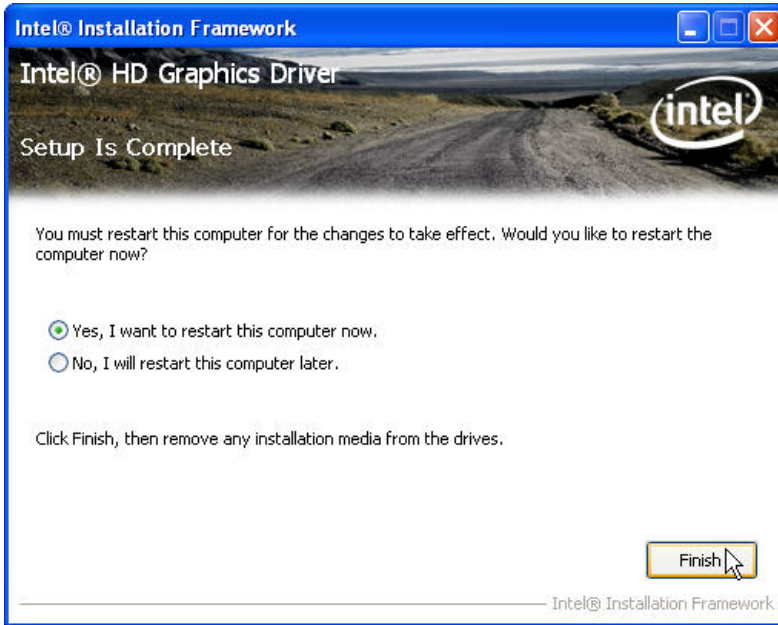 Intel® Installation Framework
Intel® HD Graphics Driver
intel
Setup Is Complete
You must restart this computer for the changes to take effect. Would you like to restart the
computer now?
Yes, I want to restart this computer now.
No, I will restart this computer later.
Click Finish, then remove any installation media from the drives.
Finish
Intel® Installation Framework